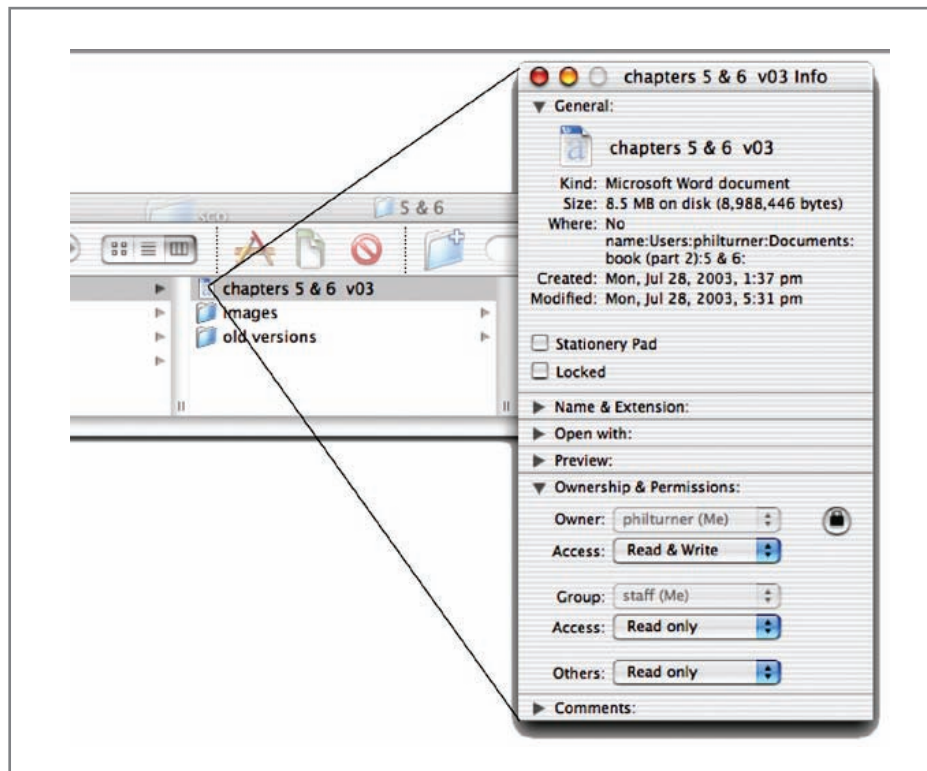 chapters 5 & 6 v03 Info
General:
chapters 5 & 6 v03
Kind: Microsoft Word document
Size: 8.5 MB on disk (8,988,446 bytes)
Where: No
name:Users:philturner:Documents:
book (part 2):5 & 6:
Created: Mon, Jul 28, 2003, 1:37 pm
Modified: Mon, Jul 28, 2003, 5:31 pm
Stationery Pad
Locked
Name & Extension:
Open with:
Preview:
Ownership & Permissions:
Owner: philturner (Me)
Access: Read & Write
Group: staff (Me)
Access: Read only
Others: Read only
Comments:
5 & 6
chapters 5 & 6 v03
images
old versions